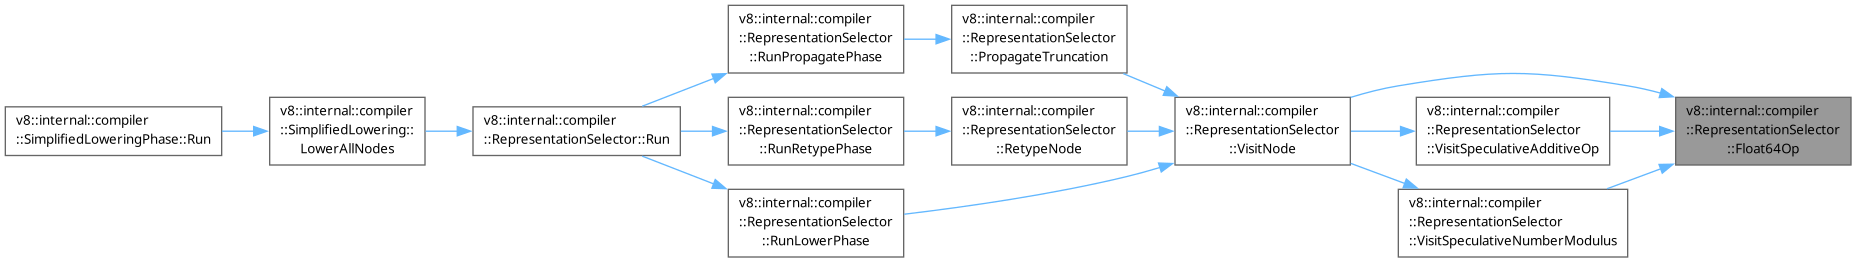 v8::internal::compiler
::SimplifiedLoweringPhase::Run
v8::internal::compiler
::SimplifiedLowering::
LowerAllNodes
v8::internal::compiler
::RepresentationSelector::Run
v8::internal::compiler
::RepresentationSelector
::RunPropagatePhase
v8::internal::compiler
::RepresentationSelector
::RunRetypePhase
v8::internal::compiler
::RepresentationSelector
::RunLowerPhase
v8::internal::compiler
::RepresentationSelector
::PropagateTruncation
v8::internal::compiler
::RepresentationSelector
::RetypeNode
v8::internal::compiler
::RepresentationSelector
::VisitNode
v8::internal::compiler
::RepresentationSelector
::VisitSpeculativeAdditiveOp
v8::internal::compiler
::RepresentationSelector
::VisitSpeculativeNumberModulus
v8::internal::compiler
::RepresentationSelector
::Float64Op